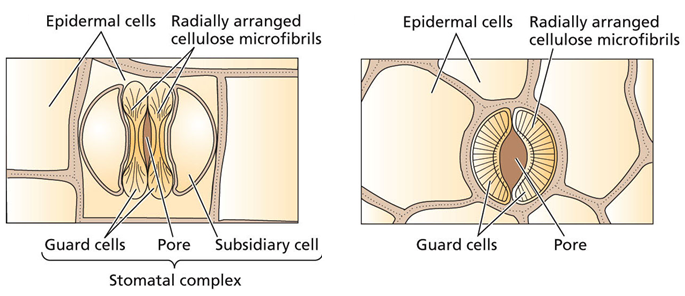 Epidermal cells
Radially arranged
cellulose microfibrils
Guard cells
Pore
Subsidiary cell
Stomatal complex
Epidermal cells
Radially arranged
cellulose microfibrils
Guard cells
Pore